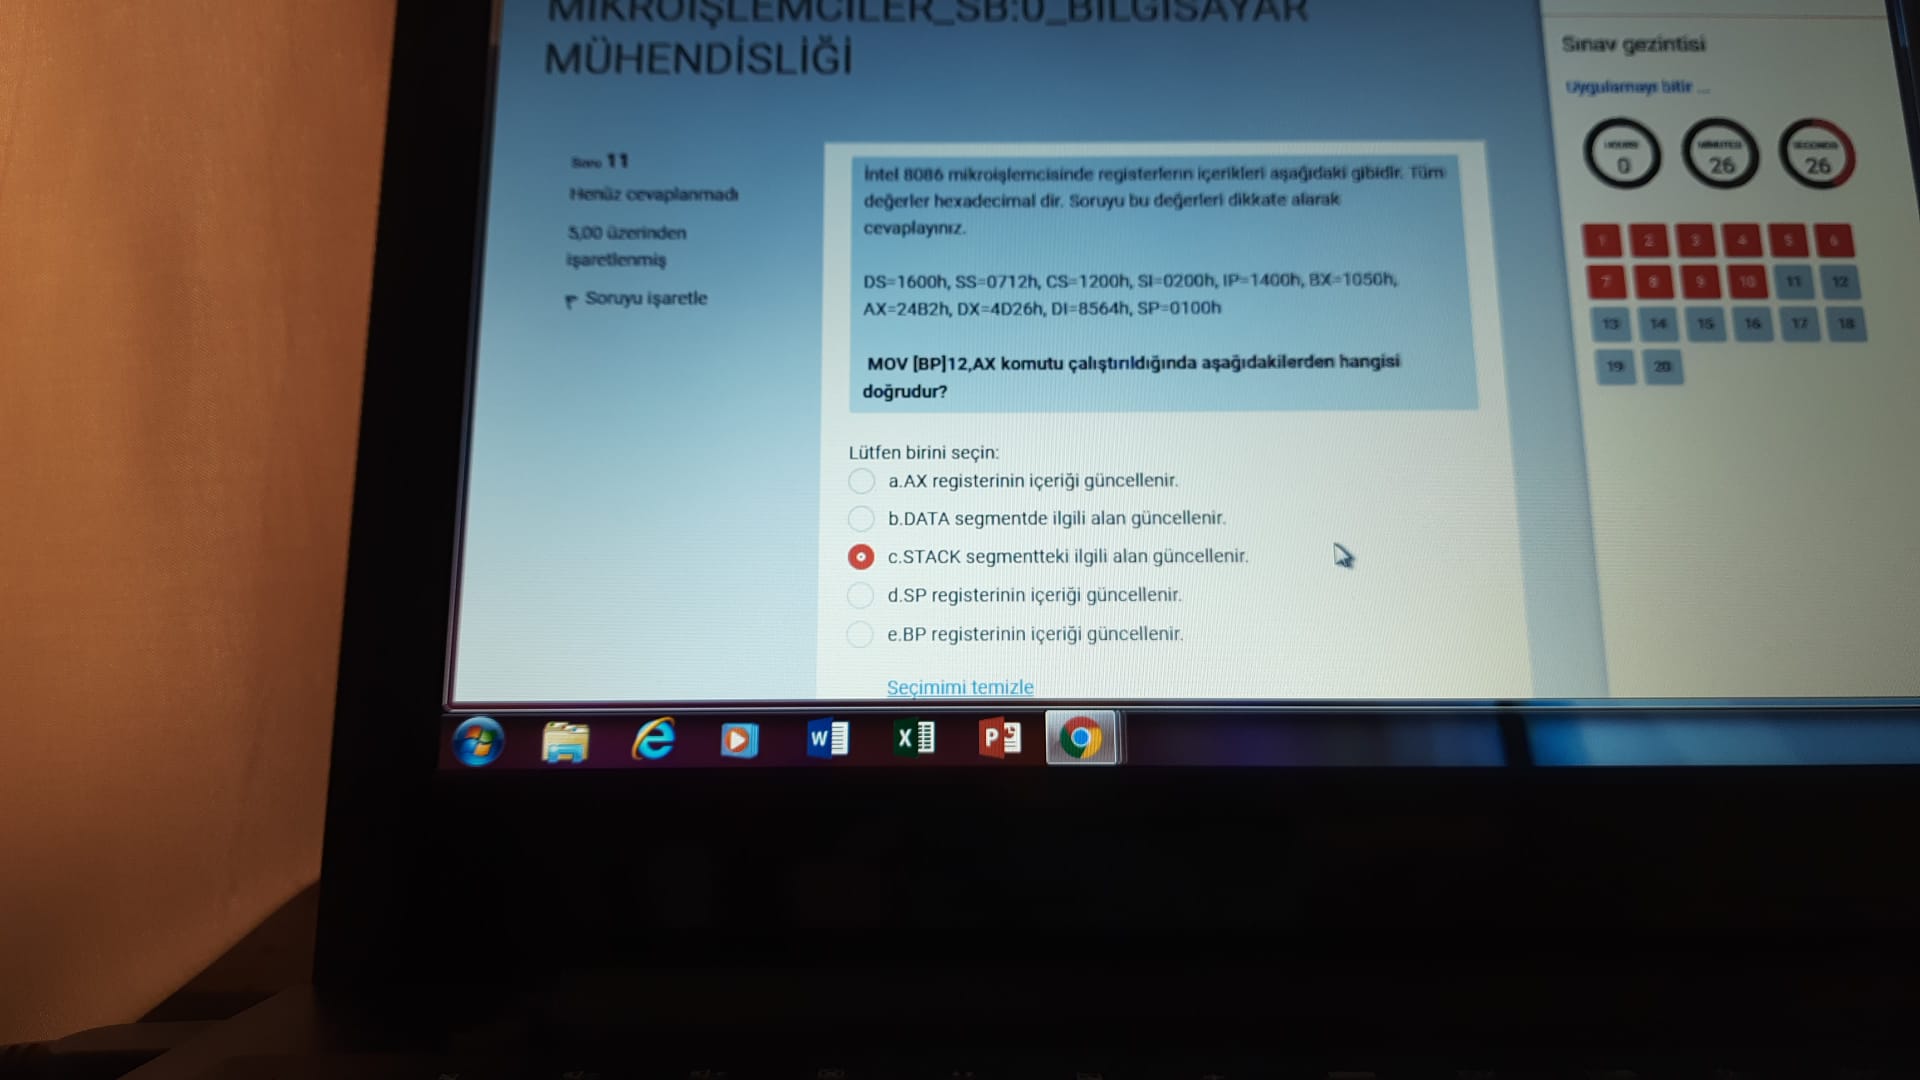 MİKROİŞLEMCİLER_SB:0_BİLGİSAYAR
MÜHENDİSLİĞİ
Soru 11
Henüz cevaplanmadı
5,00 üzerinden
işaretlenmiş
Soruyu işaretle
İntel 8086 mikroişlemcisinde registerlerın içerikleri aşağıdaki gibidir. Tüm
değerler hexadecimal dir. Soruyu bu değerleri dikkate alarak
cevaplayınız.
DS=1600h, SS=0712h, CS=1200h, SI=0200h, IP=1400h, BX=1050h,
AX=24B2h, DX=4D26h, DI=8564h, SP=0100h
MOV [BP]12,AX komutu çalıştırıldığında aşağıdakilerden hangisi
doğrudur?
Lütfen birini seçin:
a.AX registerinin içeriği güncellenir.
b.DATA segmentde ilgili alan güncellenir.
c.STACK segmentteki ilgili alan güncellenir.
d.SP registerinin içeriği güncellenir.
e.BP registerinin içeriği güncellenir.
Seçimimi temizle
Sınav gezintisi
Uygulamayı bitir ...
HOURS MINUTES SECONDS
0 26 26
1 2 3 4 5 6
7 8 9 10 11 12
13 14 15 16 17 18
19 20
W X P